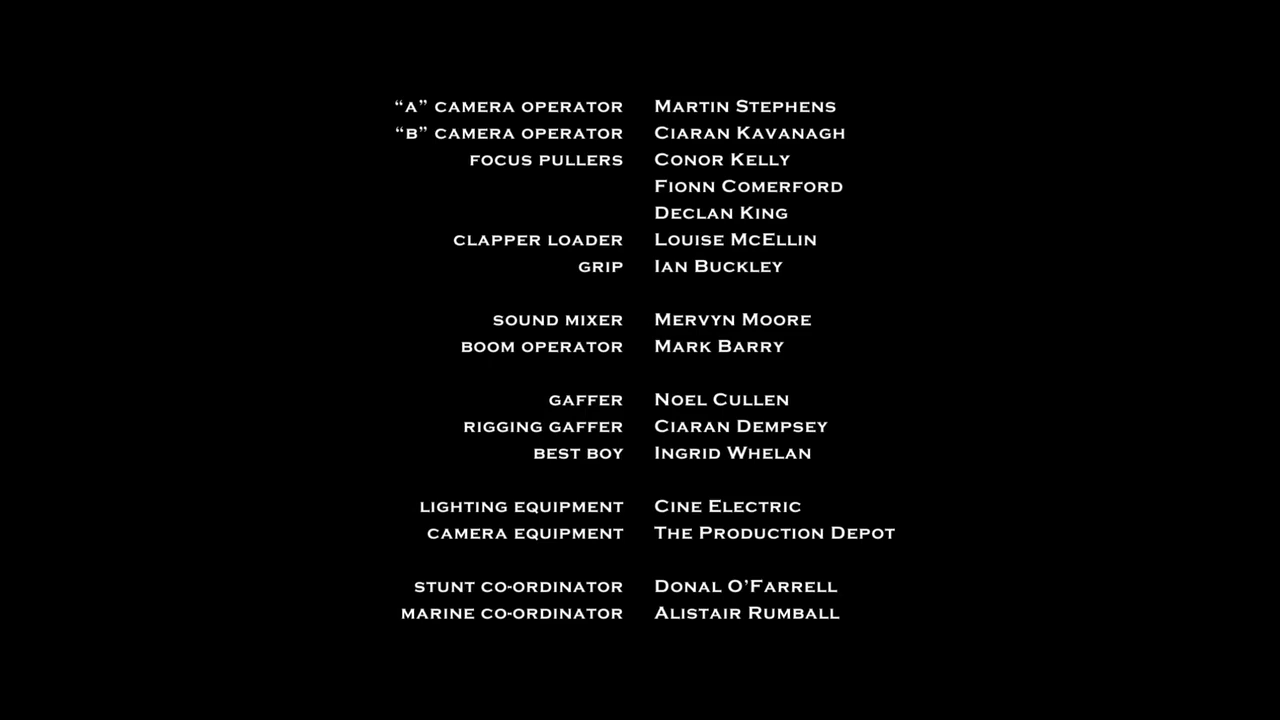 “A” CAMERA OPERATOR Martin Stephens
“B” CAMERA OPERATOR Ciaran Kavanagh
FOCUS PULLERS Conor Kelly
Fionn Comerford
Declan King
CLAPPER LOADER Louise McEllin
GRIP Ian Buckley
SOUND MIXER Mervyn Moore
BOOM OPERATOR Mark Barry
GAFFER Noel Cullen
RIGGING GAFFER Ciaran Dempsey
BEST BOY Ingrid Whelan
LIGHTING EQUIPMENT Cine Electric
CAMERA EQUIPMENT The Production Depot
STUNT CO-ORDINATOR Donal O’Farrell
MARINE CO-ORDINATOR Alistair Rumball